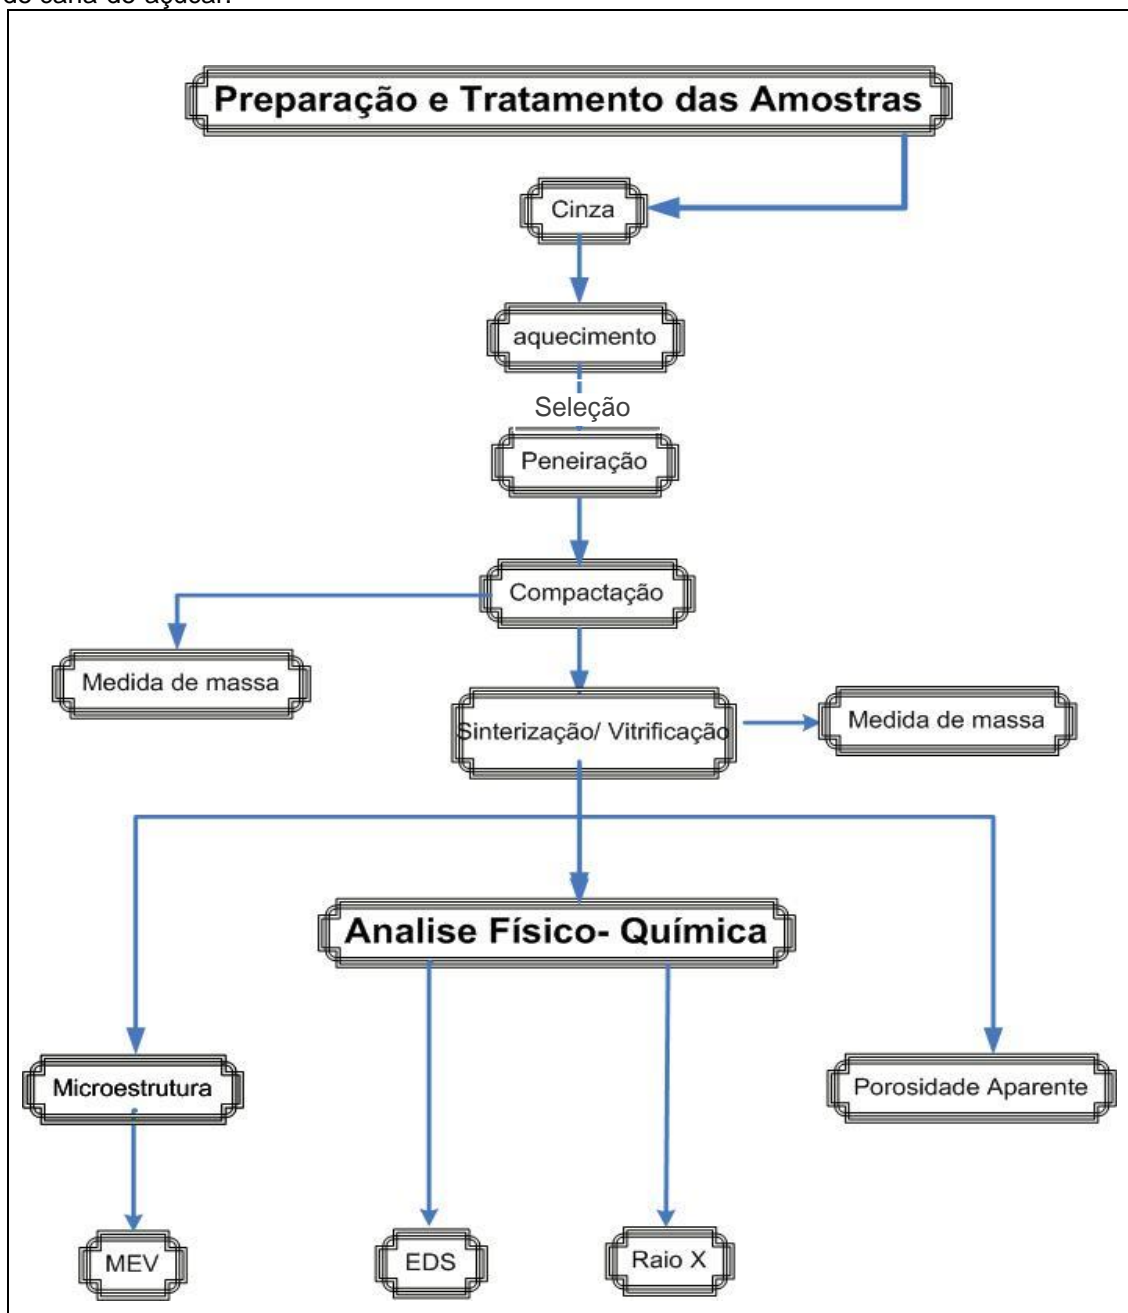 de cana-de-açúcar.
Preparação e Tratamento das Amostras
Cinza
aquecimento
Seleção
Peneiração
Compactação
Medida de massa
Sinterização/ Vitrificação
Medida de massa
Analise Físico- Química
Microestrutura
Porosidade Aparente
MEV
EDS
Raio X